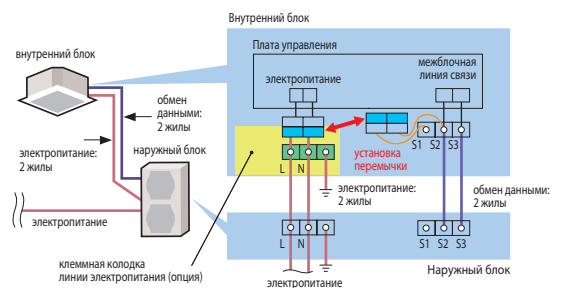 Внутренний блок
Плата управления
внутренний блок
электропитание
межблочная
линия связи
обмен
данными:
2 жилы
электропитание:
2 жилы
наружный блок
S1 S2 S3
установка
перемычки
L N
электропитание:
2 жилы
обмен данными:
2 жилы
электропитание
L N
S1 S2 S3
клеммная колодка
линии электропитания (опция)
Наружный блок
электропитание